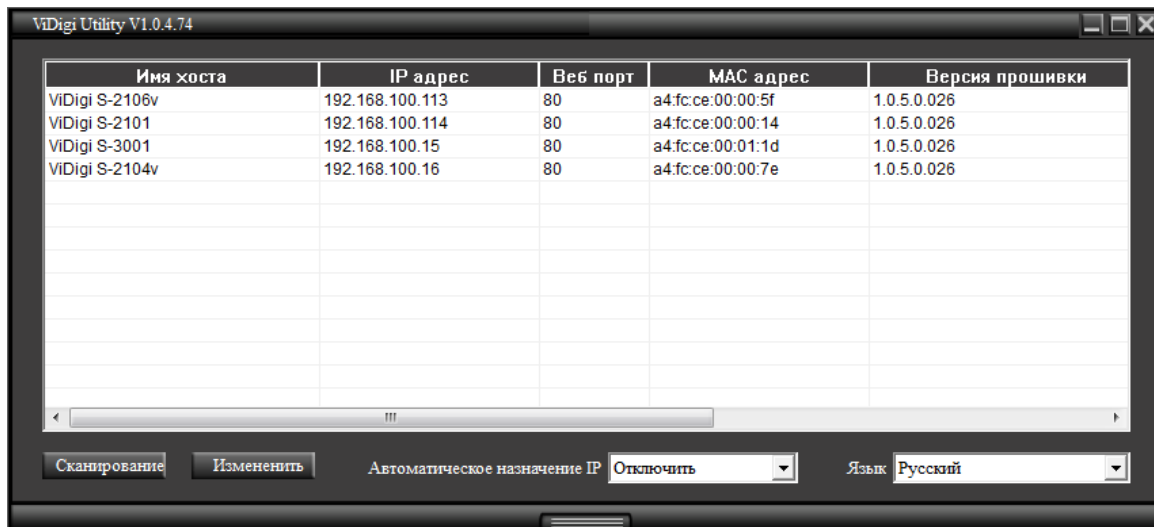 ViDigi Utility V1.0.4.74
Имя хоста IP адрес Веб порт MAC адрес Версия прошивки
ViDigi S-2106v 192.168.100.113 80 a4:fc:ce:00:00:5f 1.0.5.0.026
ViDigi S-2101 192.168.100.114 80 a4:fc:ce:00:00:14 1.0.5.0.026
ViDigi S-3001 192.168.100.15 80 a4:fc:ce:00:01:1d 1.0.5.0.026
ViDigi S-2104v 192.168.100.16 80 a4:fc:ce:00:00:7e 1.0.5.0.026
Сканирование Измененить Автоматическое назначение IP Отключить Язык Русский